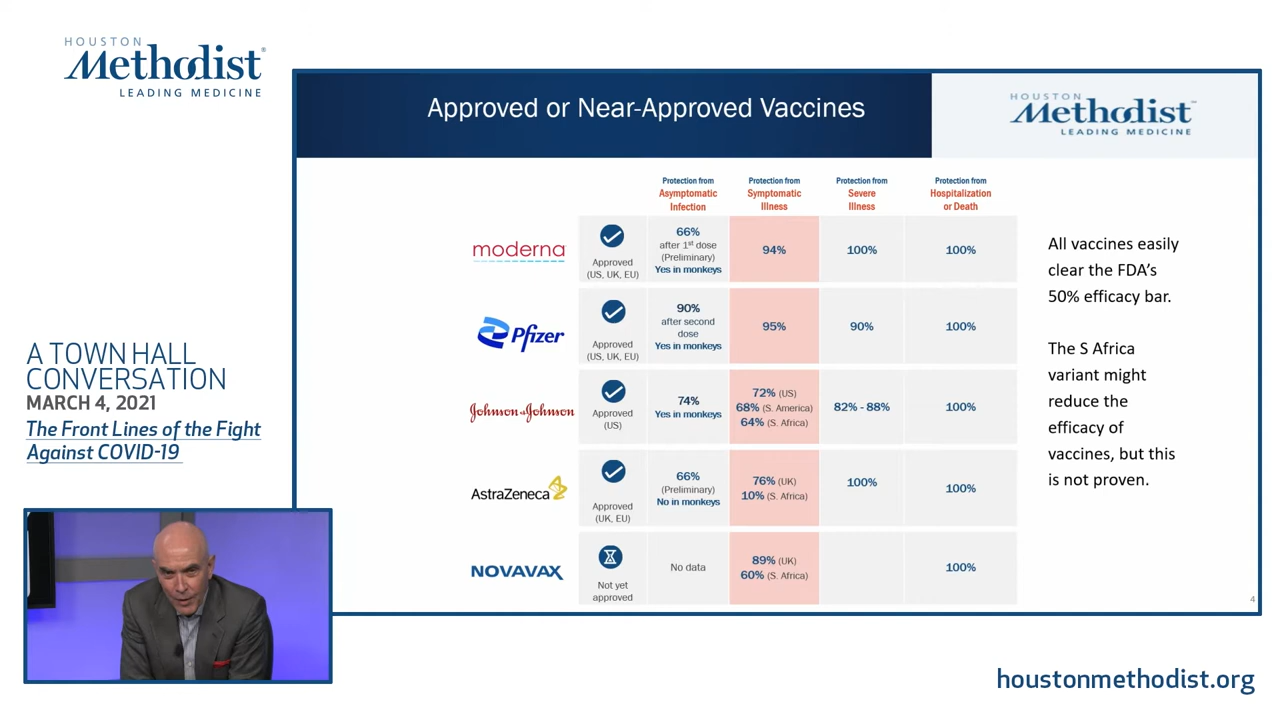 HOUSTON
Methodist®
LEADING MEDICINE
A TOWN HALL
CONVERSATION
MARCH 4, 2021
The Front Lines of the Fight
Against COVID-19
Approved or Near-Approved Vaccines
HOUSTON
Methodist
LEADING MEDICINE
Protection from
Asymptomatic
Infection
Protection from
Symptomatic
Illness
Protection from
Severe
Illness
Protection from
Hospitalization
or Death
moderna
Approved
(US, UK, EU)
66%
after 1st dose
(Preliminary)
Yes in monkeys
94%
100%
100%
Pfizer
Approved
(US, UK, EU)
90%
after second
dose
Yes in monkeys
95%
90%
100%
Johnson & Johnson
Approved
(US)
74%
Yes in monkeys
72% (US)
68% (S. America)
64% (S. Africa)
82% - 88%
100%
AstraZeneca
Approved
(UK, EU)
66%
(Preliminary)
No in monkeys
76% (UK)
10% (S. Africa)
100%
100%
NOVAVAX
Not yet
approved
No data
89% (UK)
60% (S. Africa)
100%
All vaccines easily
clear the FDA's
50% efficacy bar.
The S Africa
variant might
reduce the
efficacy of
vaccines, but this
is not proven.
4
houstonmethodist.org